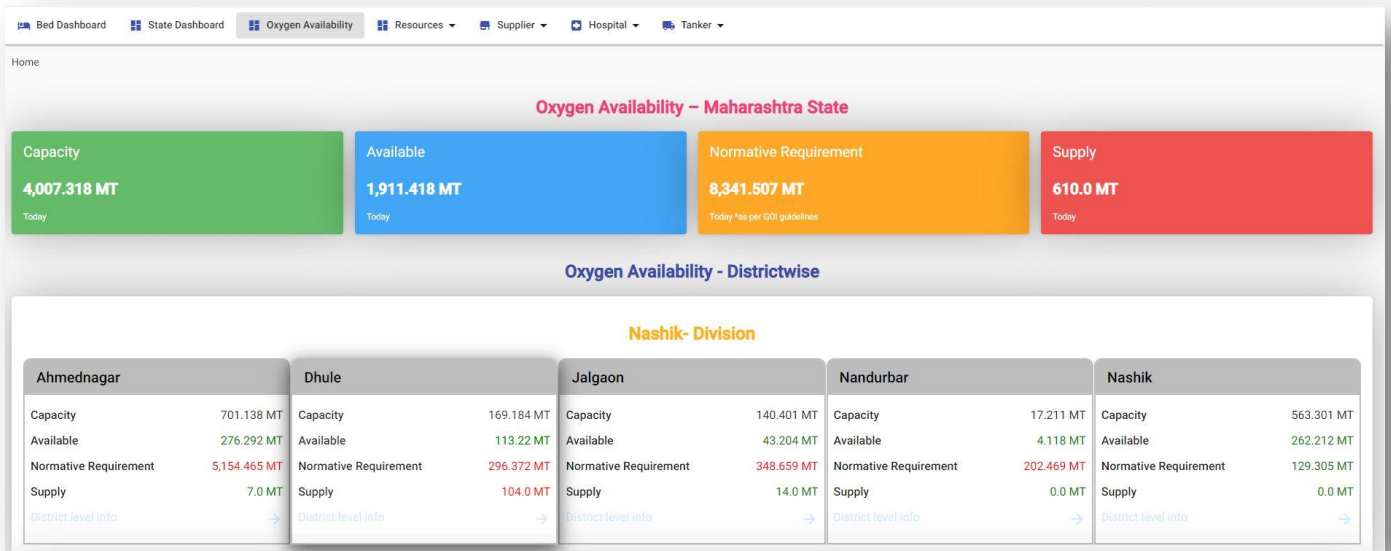 Bed Dashboard State Dashboard Oxygen Availability Resources Supplier Hospital Tanker
Home
Oxygen Availability – Maharashtra State
Capacity
4,007.318 MT
Today
Available
1,911.418 MT
Today
Normative Requirement
8,341.507 MT
Today *as per GOI guidelines
Supply
610.0 MT
Today
Oxygen Availability - Districtwise
Nashik- Division
Ahmednagar
Capacity 701.138 MT
Available 276.292 MT
Normative Requirement 5,154.465 MT
Supply 7.0 MT
District level info
Dhule
Capacity 169.184 MT
Available 113.22 MT
Normative Requirement 296.372 MT
Supply 104.0 MT
District level info
Jalgaon
Capacity 140.401 MT
Available 43.204 MT
Normative Requirement 348.659 MT
Supply 14.0 MT
District level info
Nandurbar
Capacity 17.211 MT
Available 4.118 MT
Normative Requirement 202.469 MT
Supply 0.0 MT
District level info
Nashik
Capacity 563.301 MT
Available 262.212 MT
Normative Requirement 129.305 MT
Supply 0.0 MT
District level info